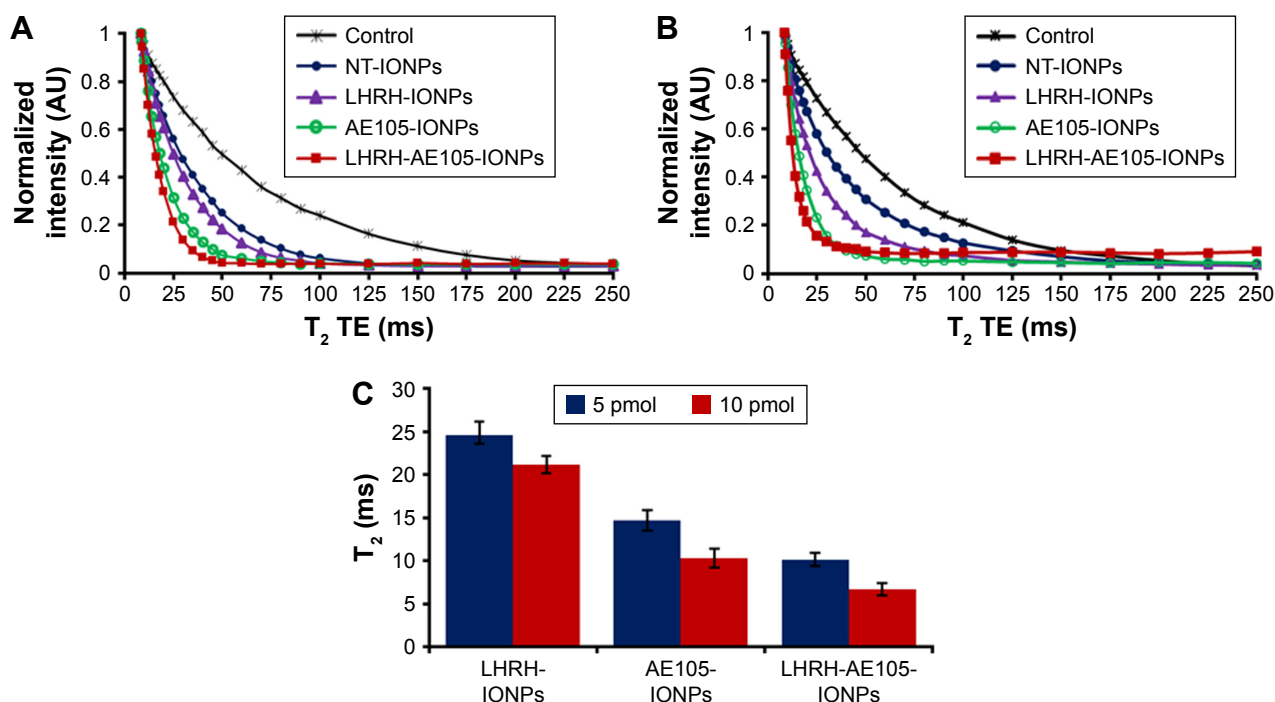 A
Normalized
intensity (AU)
1
0.8
0.6
0.4
0.2
0
0 25 50 75 100 125 150 175 200 225 250
T2 TE (ms)
Control
NT-IONPs
LHRH-IONPs
AE105-IONPs
LHRH-AE105-IONPs
B
Normalized
intensity (AU)
1
0.8
0.6
0.4
0.2
0
0 25 50 75 100 125 150 175 200 225 250
T2 TE (ms)
Control
NT-IONPs
LHRH-IONPs
AE105-IONPs
LHRH-AE105-IONPs
C
T2 (ms)
30
25
20
15
10
5
0
5 pmol 10 pmol
LHRH-
IONPs
AE105-
IONPs
LHRH-AE105-
IONPs